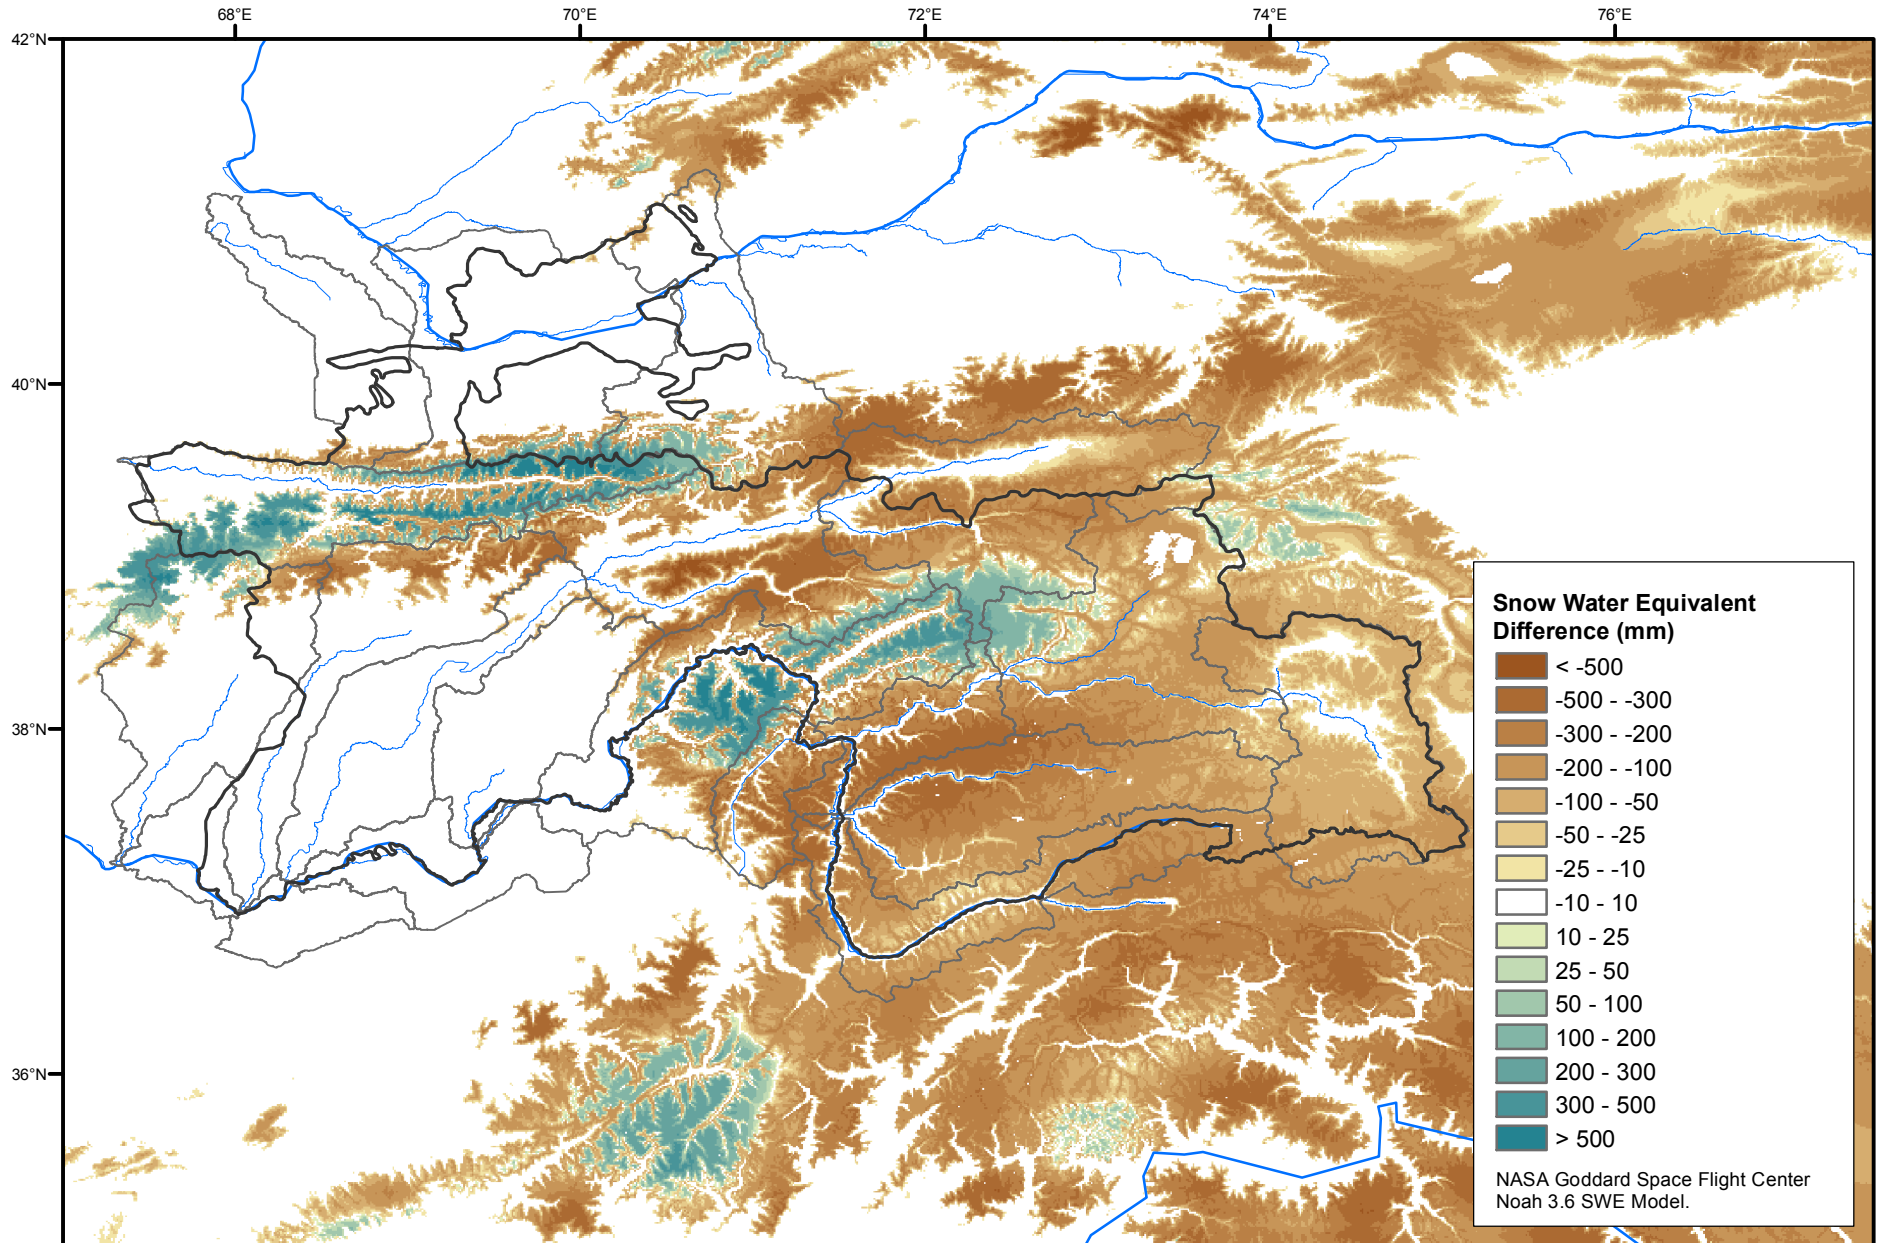 68°E
70°E
72°E
74°E
76°E
42°N
40°N
38°N
36°N
Snow Water Equivalent
Difference (mm)
< -500
-500 - -300
-300 - -200
-200 - -100
-100 - -50
-50 - -25
-25 - -10
-10 - 10
10 - 25
25 - 50
50 - 100
100 - 200
200 - 300
300 - 500
> 500
NASA Goddard Space Flight Center
Noah 3.6 SWE Model.